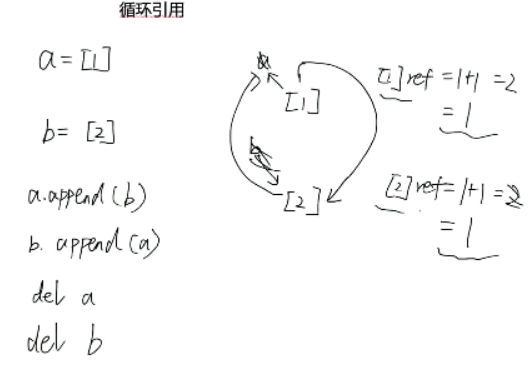 循环引用
a = [1]
b = [2]
a.append(b)
b. append(a)
del a
del b
a
[1]
b
[2]
[1] ref = 1+1 = 2
= 1
[2] ref = 1+1 = 2
= 1